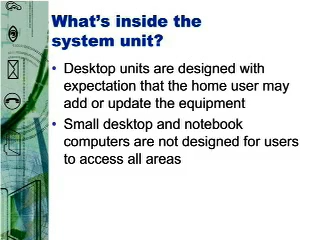 What's inside the
system unit?
• Desktop units are designed with
expectation that the home user may
add or update the equipment
• Small desktop and notebook
computers are not designed for users
to access all areas